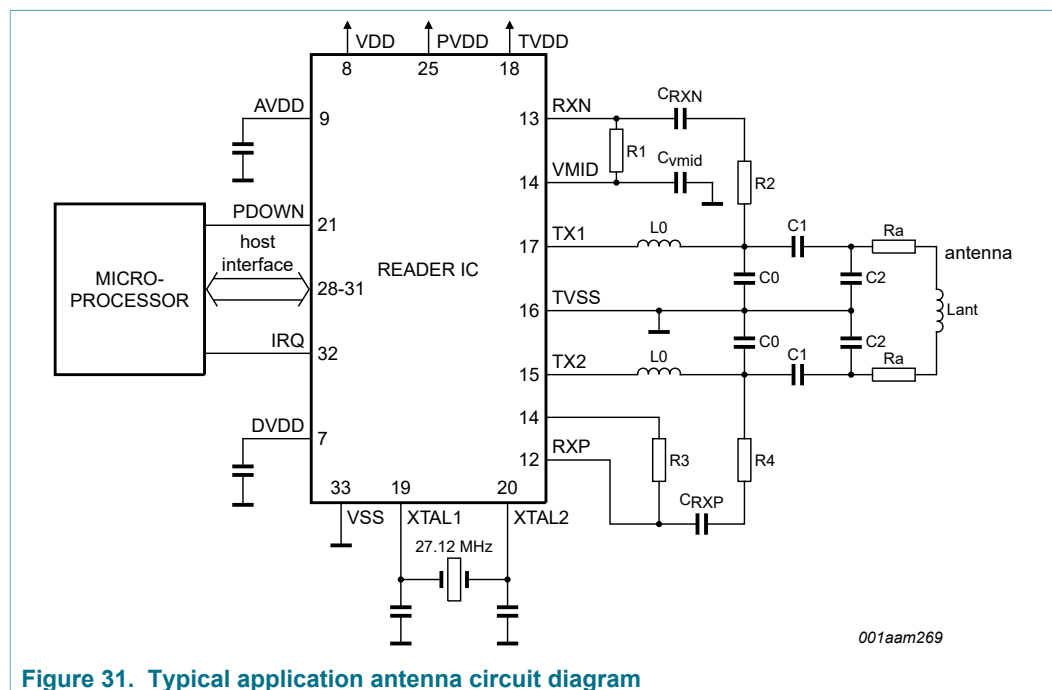 VDD PVDD TVDD
8 25 18
AVDD 9
13 RXN
CRXN
R1
VMID
14
Cvmid
R2
PDOWN 21
host
interface
28-31
MICRO-
PROCESSOR
READER IC
17 TX1
L0
C1
Ra
antenna
C0
C2
Lant
16 TVSS
IRQ 32
C0
C2
15 TX2
L0
C1
Ra
14
DVDD 7
12 RXP
R3
R4
CRXP
33 19 20
VSS XTAL1 XTAL2
27.12 MHz
001aam269
Figure 31. Typical application antenna circuit diagram